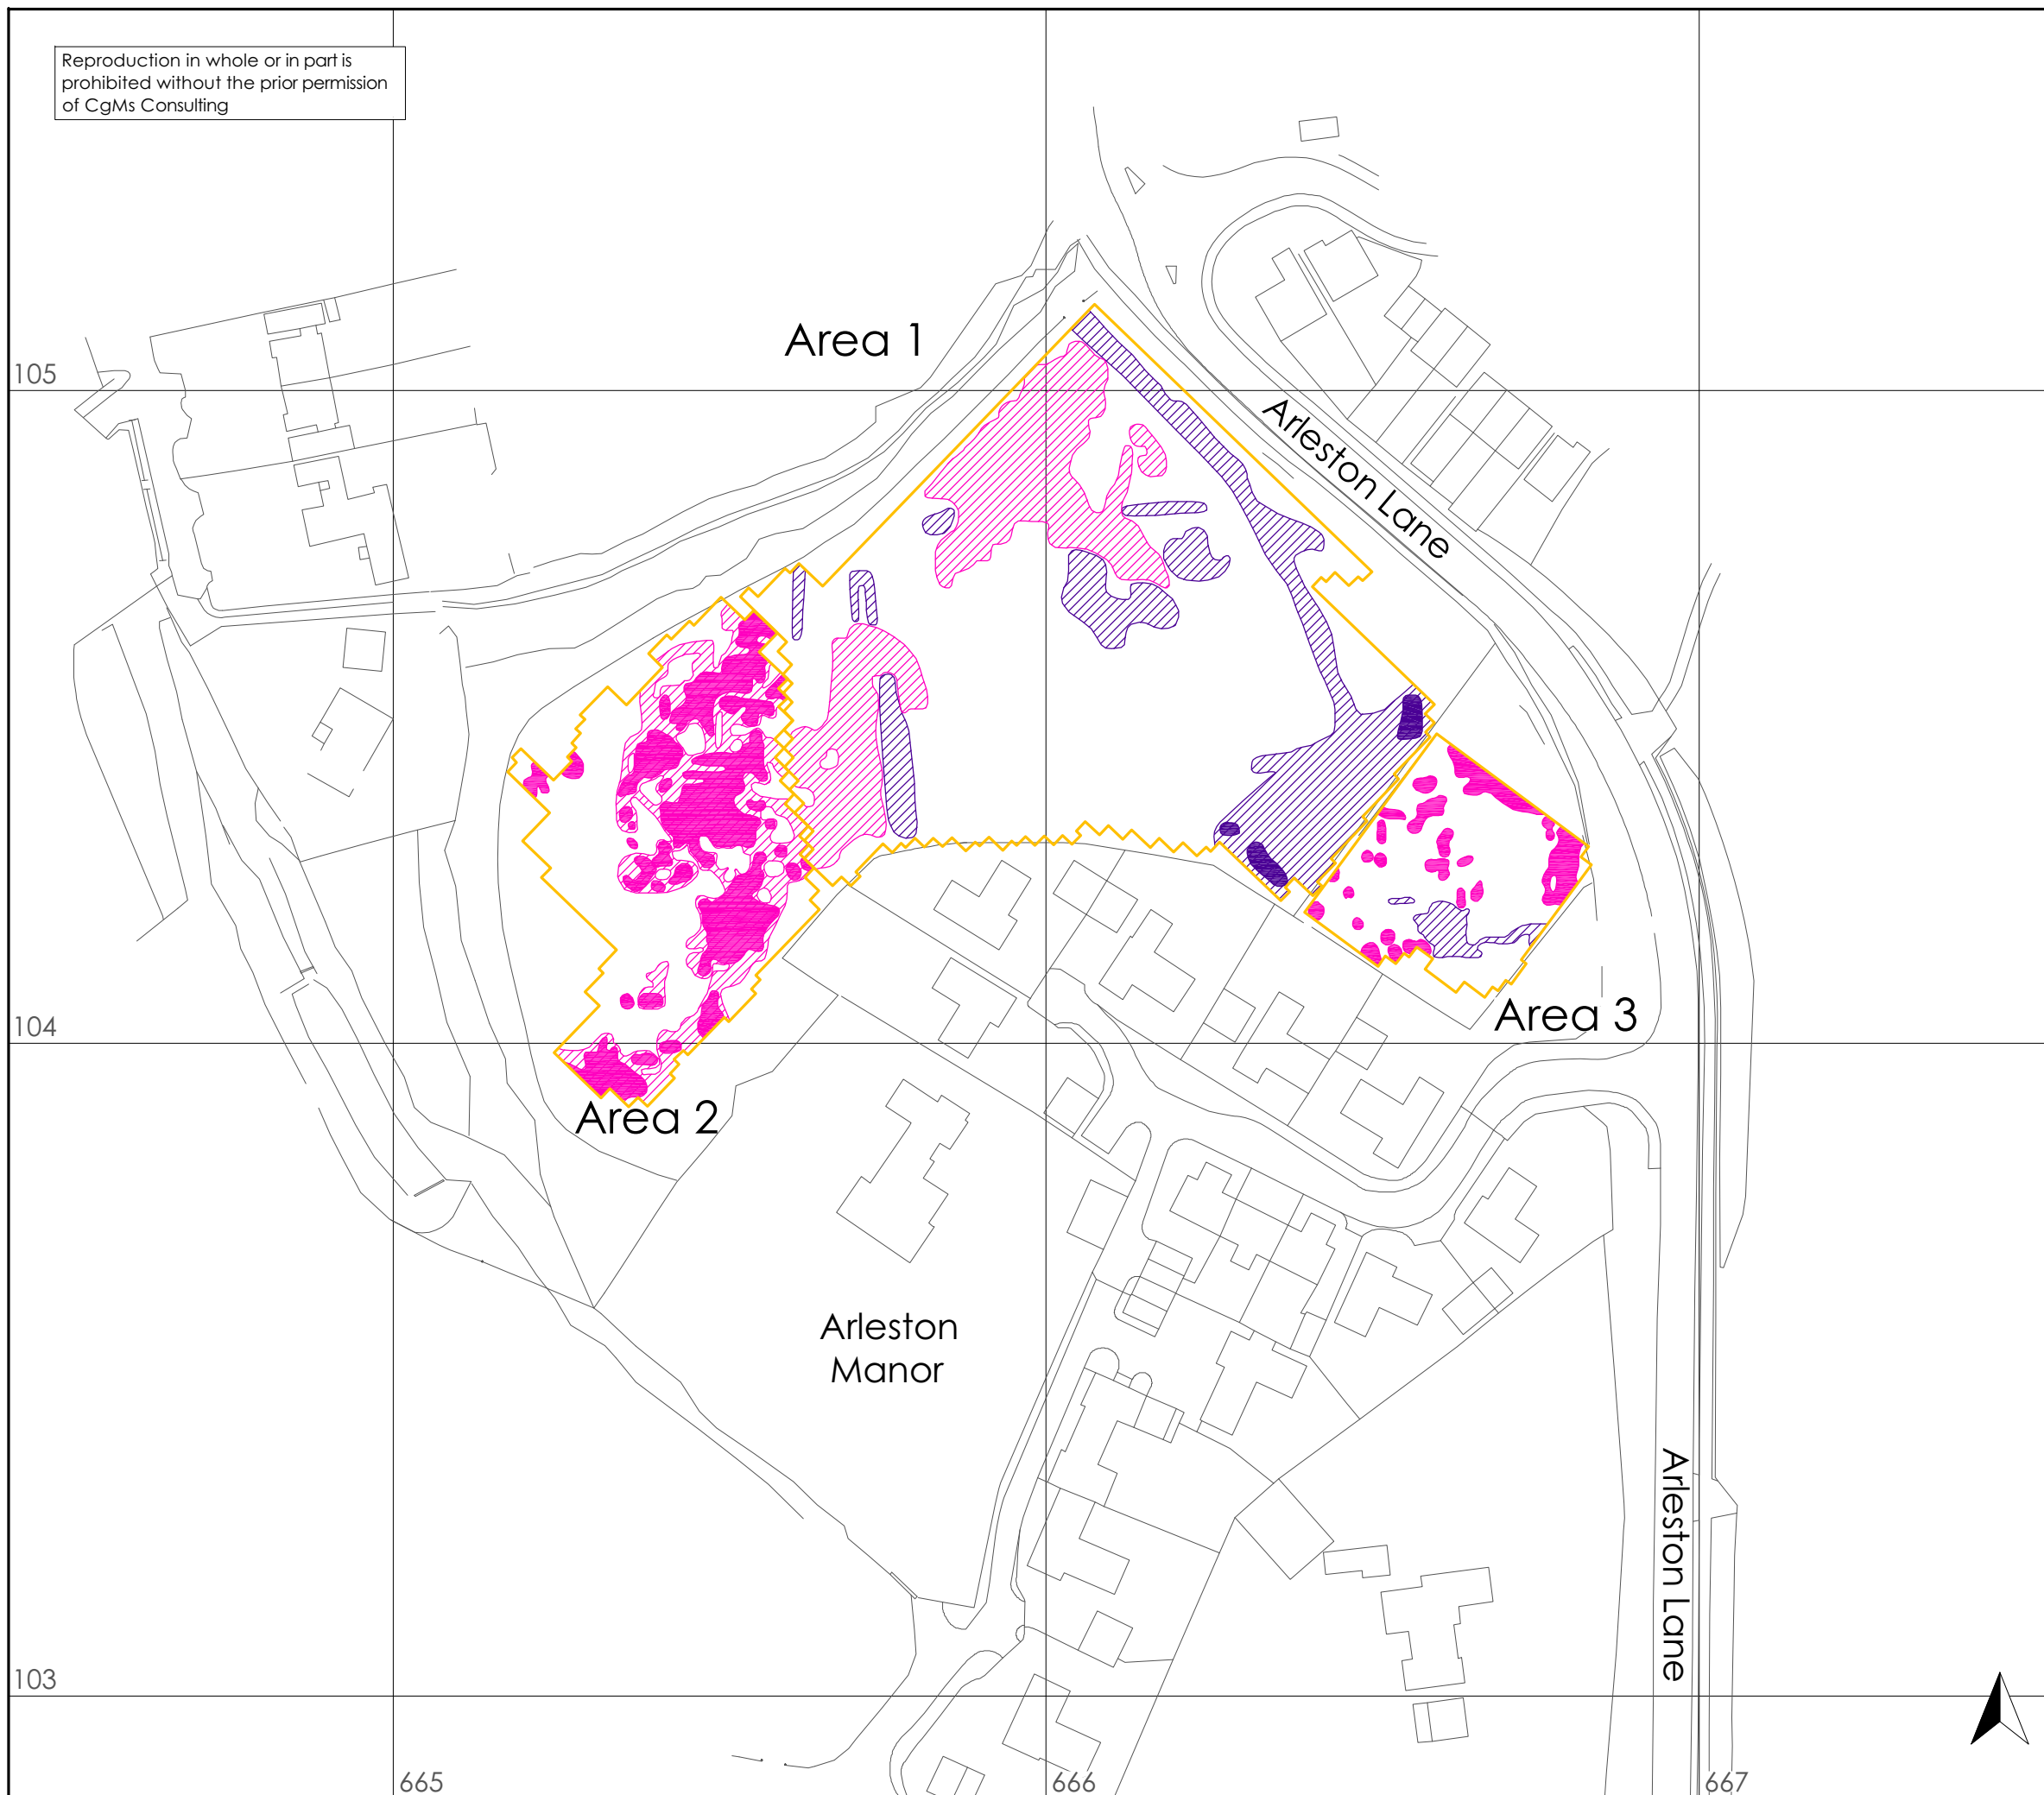 Reproduction in whole or in part is
prohibited without the prior permission
of CgMs Consulting
Area 1
105
Arleston Lane
Area 3
104
Area 2
Arleston
Manor
Arleston Lane
103
665
666
667